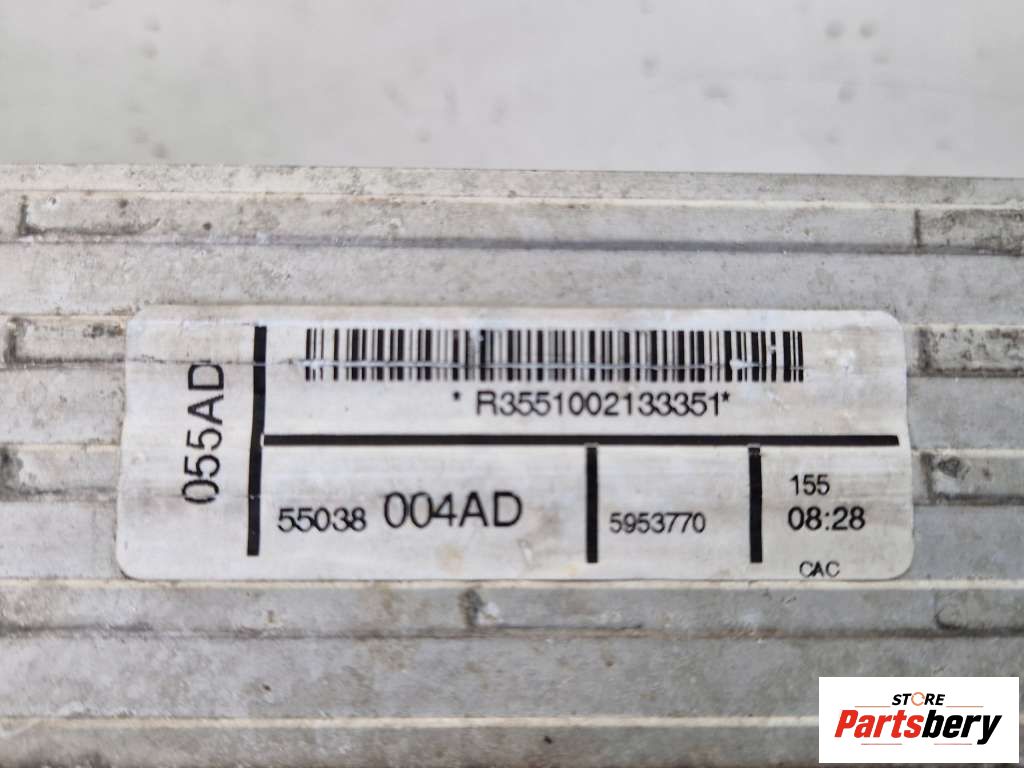 055AD
* R3551002133351*
55038 004AD
5953770
155
08:28
CAC
STORE
Partsbery